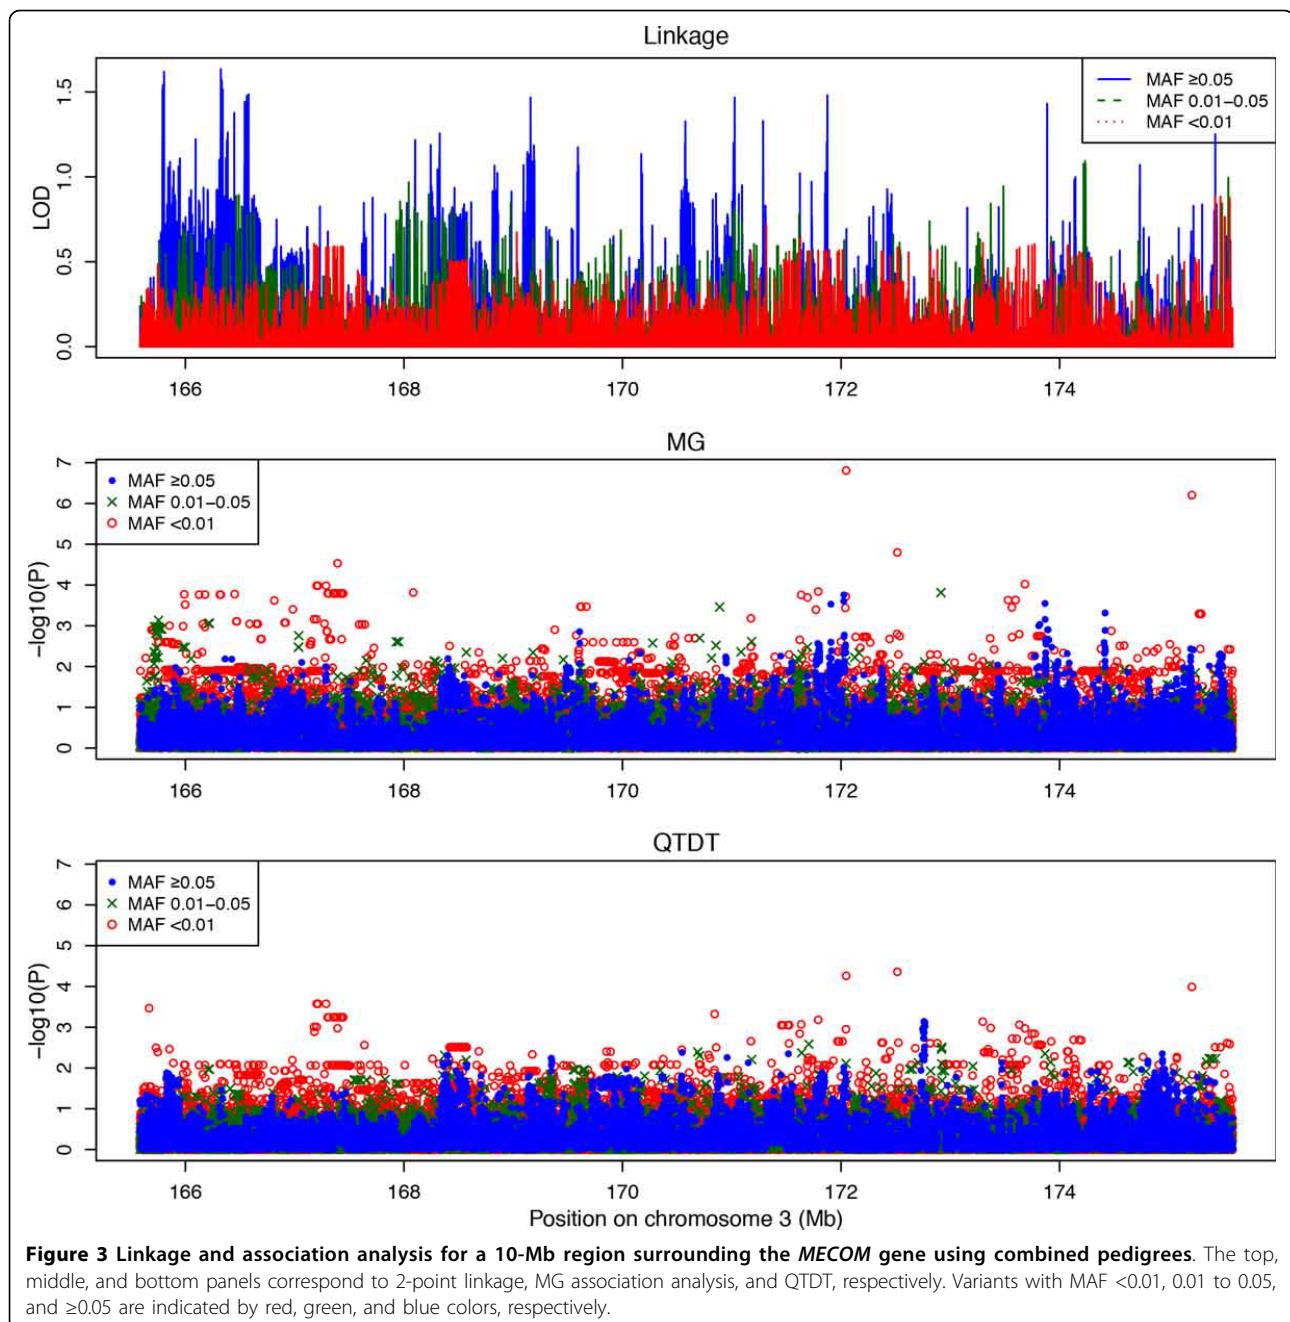 Linkage
MAF ≥0.05
MAF 0.01–0.05
MAF <0.01
LOD
1.5
1.0
0.5
0.0
166 168 170 172 174
MG
MAF ≥0.05
MAF 0.01–0.05
MAF <0.01
−log10(P)
7
6
5
4
3
2
1
0
166 168 170 172 174
QTDT
MAF ≥0.05
MAF 0.01–0.05
MAF <0.01
−log10(P)
7
6
5
4
3
2
1
0
166 168 170 172 174
Position on chromosome 3 (Mb)
Figure 3 Linkage and association analysis for a 10-Mb region surrounding the MECOM gene using combined pedigrees. The top,
middle, and bottom panels correspond to 2-point linkage, MG association analysis, and QTDT, respectively. Variants with MAF <0.01, 0.01 to 0.05,
and ≥0.05 are indicated by red, green, and blue colors, respectively.